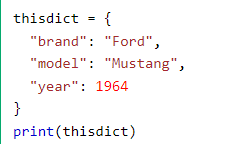 thisdict = {
  "brand": "Ford",
  "model": "Mustang",
  "year": 1964
}
print(thisdict)